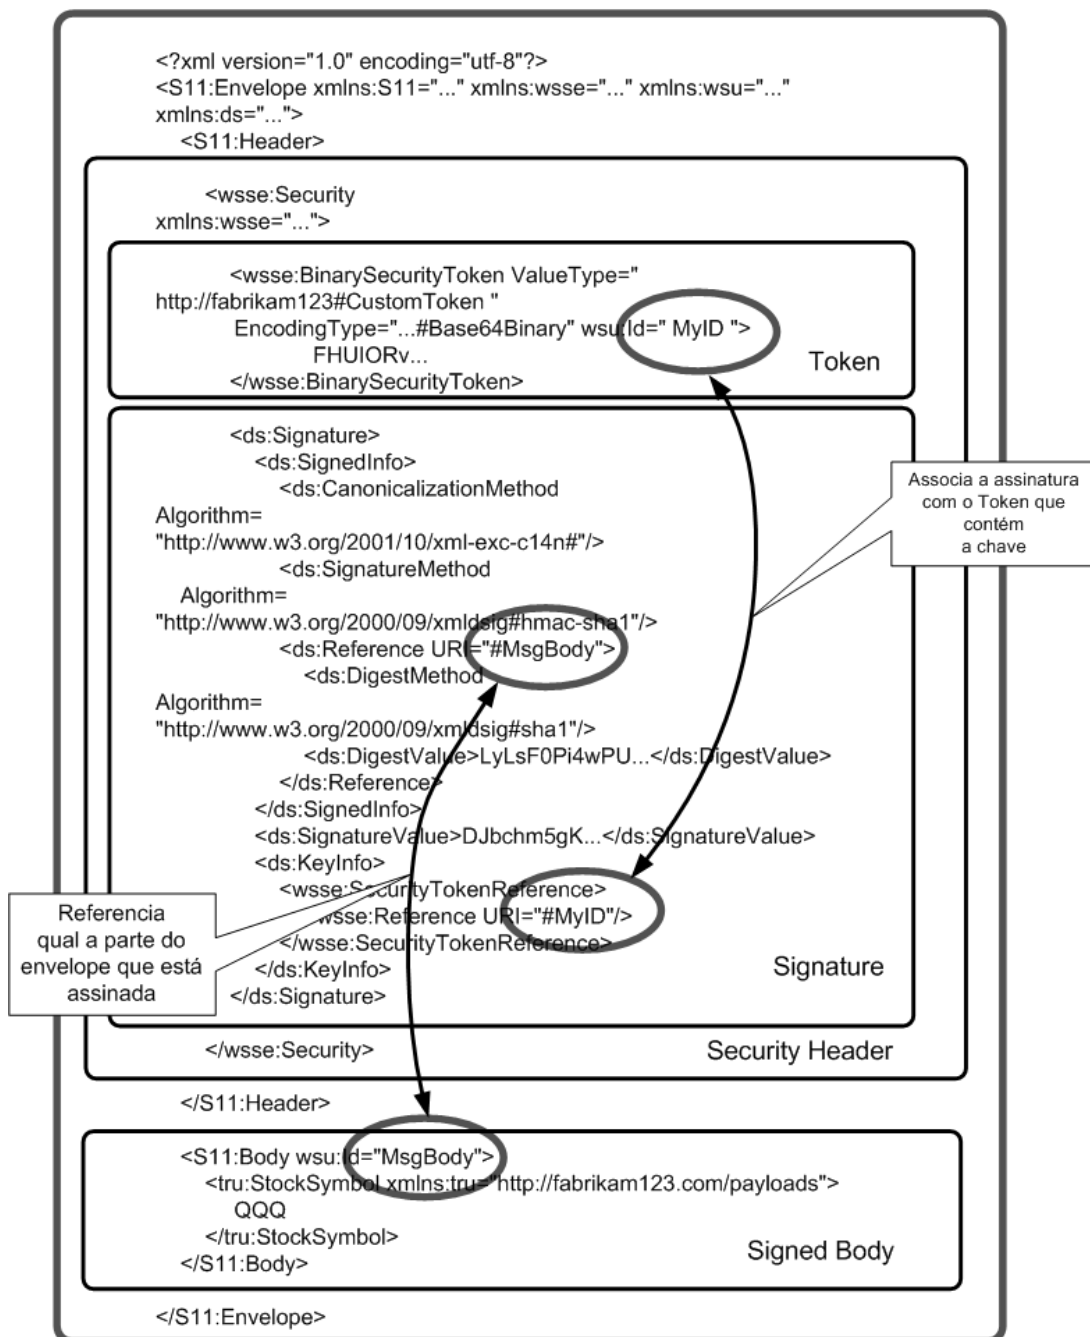 <?xml version="1.0" encoding="utf-8"?>
<S11:Envelope xmlns:S11="..." xmlns:wsse="..." xmlns:wsu="..."
xmlns:ds="...">
<S11:Header>
<wsse:Security
xmlns:wsse="...">
<wsse:BinarySecurityToken ValueType="
http://fabrikam123#CustomToken "
EncodingType="...#Base64Binary" wsu:Id=" MyID ">
FHUIORv...
</wsse:BinarySecurityToken>
Token
<ds:Signature>
<ds:SignedInfo>
<ds:CanonicalizationMethod
Algorithm=
"http://www.w3.org/2001/10/xml-exc-c14n#"/>
<ds:SignatureMethod
Algorithm=
"http://www.w3.org/2000/09/xmldsig#hmac-sha1"/>
<ds:Reference URI="#MsgBody">
<ds:DigestMethod
Algorithm=
"http://www.w3.org/2000/09/xmldsig#sha1"/>
<ds:DigestValue>LyLsF0Pi4wPU...</ds:DigestValue>
</ds:Reference>
</ds:SignedInfo>
<ds:SignatureValue>DJbchm5gK...</ds:SignatureValue>
<ds:KeyInfo>
<wsse:SecurityTokenReference>
<wsse:Reference URI="#MyID"/>
</wsse:SecurityTokenReference>
</ds:KeyInfo>
</ds:Signature>
Signature
Associa a assinatura
com o Token que
contém
a chave
Referencia
qual a parte do
envelope que está
assinada
</wsse:Security>
Security Header
</S11:Header>
<S11:Body wsu:Id="MsgBody">
<tru:StockSymbol xmlns:tru="http://fabrikam123.com/payloads">
QQQ
</tru:StockSymbol>
</S11:Body>
Signed Body
</S11:Envelope>